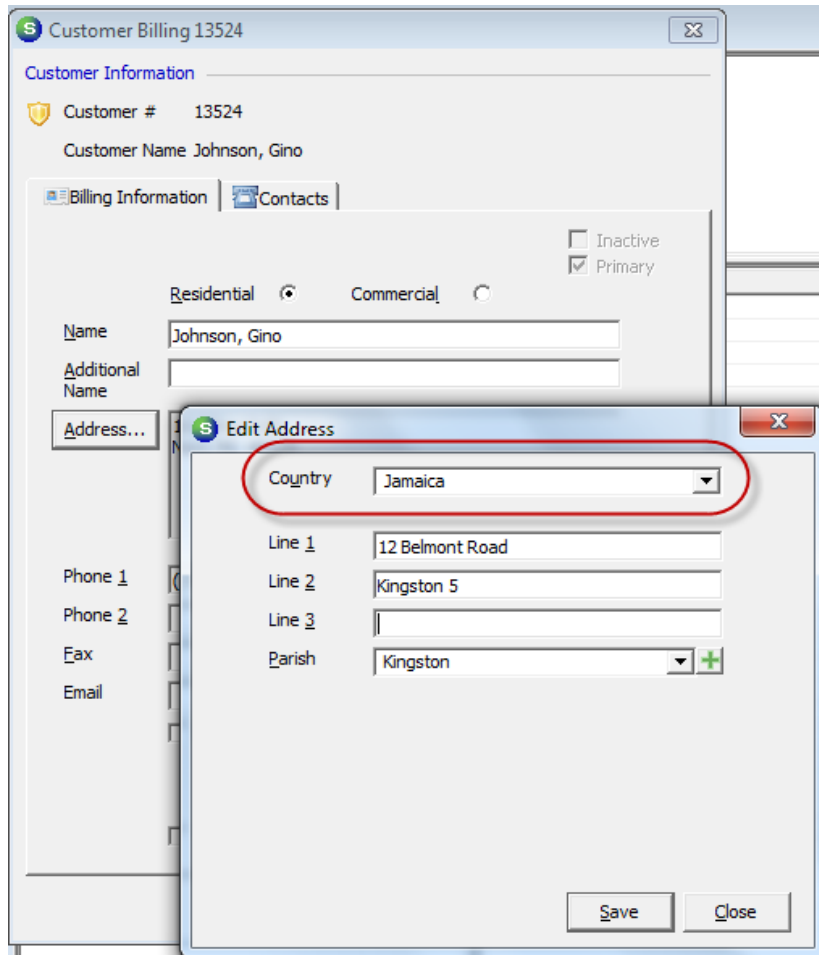 S Customer Billing 13524
Customer Information
Customer # 13524
Customer Name Johnson, Gino
Billing Information Contacts
Inactive
Primary
Residential Commercial
Name Johnson, Gino
Additional
Name
Address...
S Edit Address
Country Jamaica
Line 1 12 Belmont Road
Line 2 Kingston 5
Line 3
Parish Kingston
Phone 1
Phone 2
Fax
Email
Save Close